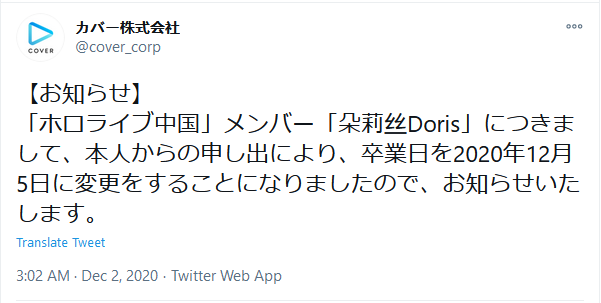 カバー株式会社
@cover_corp
COVER
【お知らせ】
「ホロライブ中国」メンバー「朶莉丝Doris」につきま
して、本人からの申し出により、卒業日を2020年12月
5日に変更をすることになりましたので、お知らせいた
します。
Translate Tweet
3:02 AM · Dec 2, 2020 · Twitter Web App